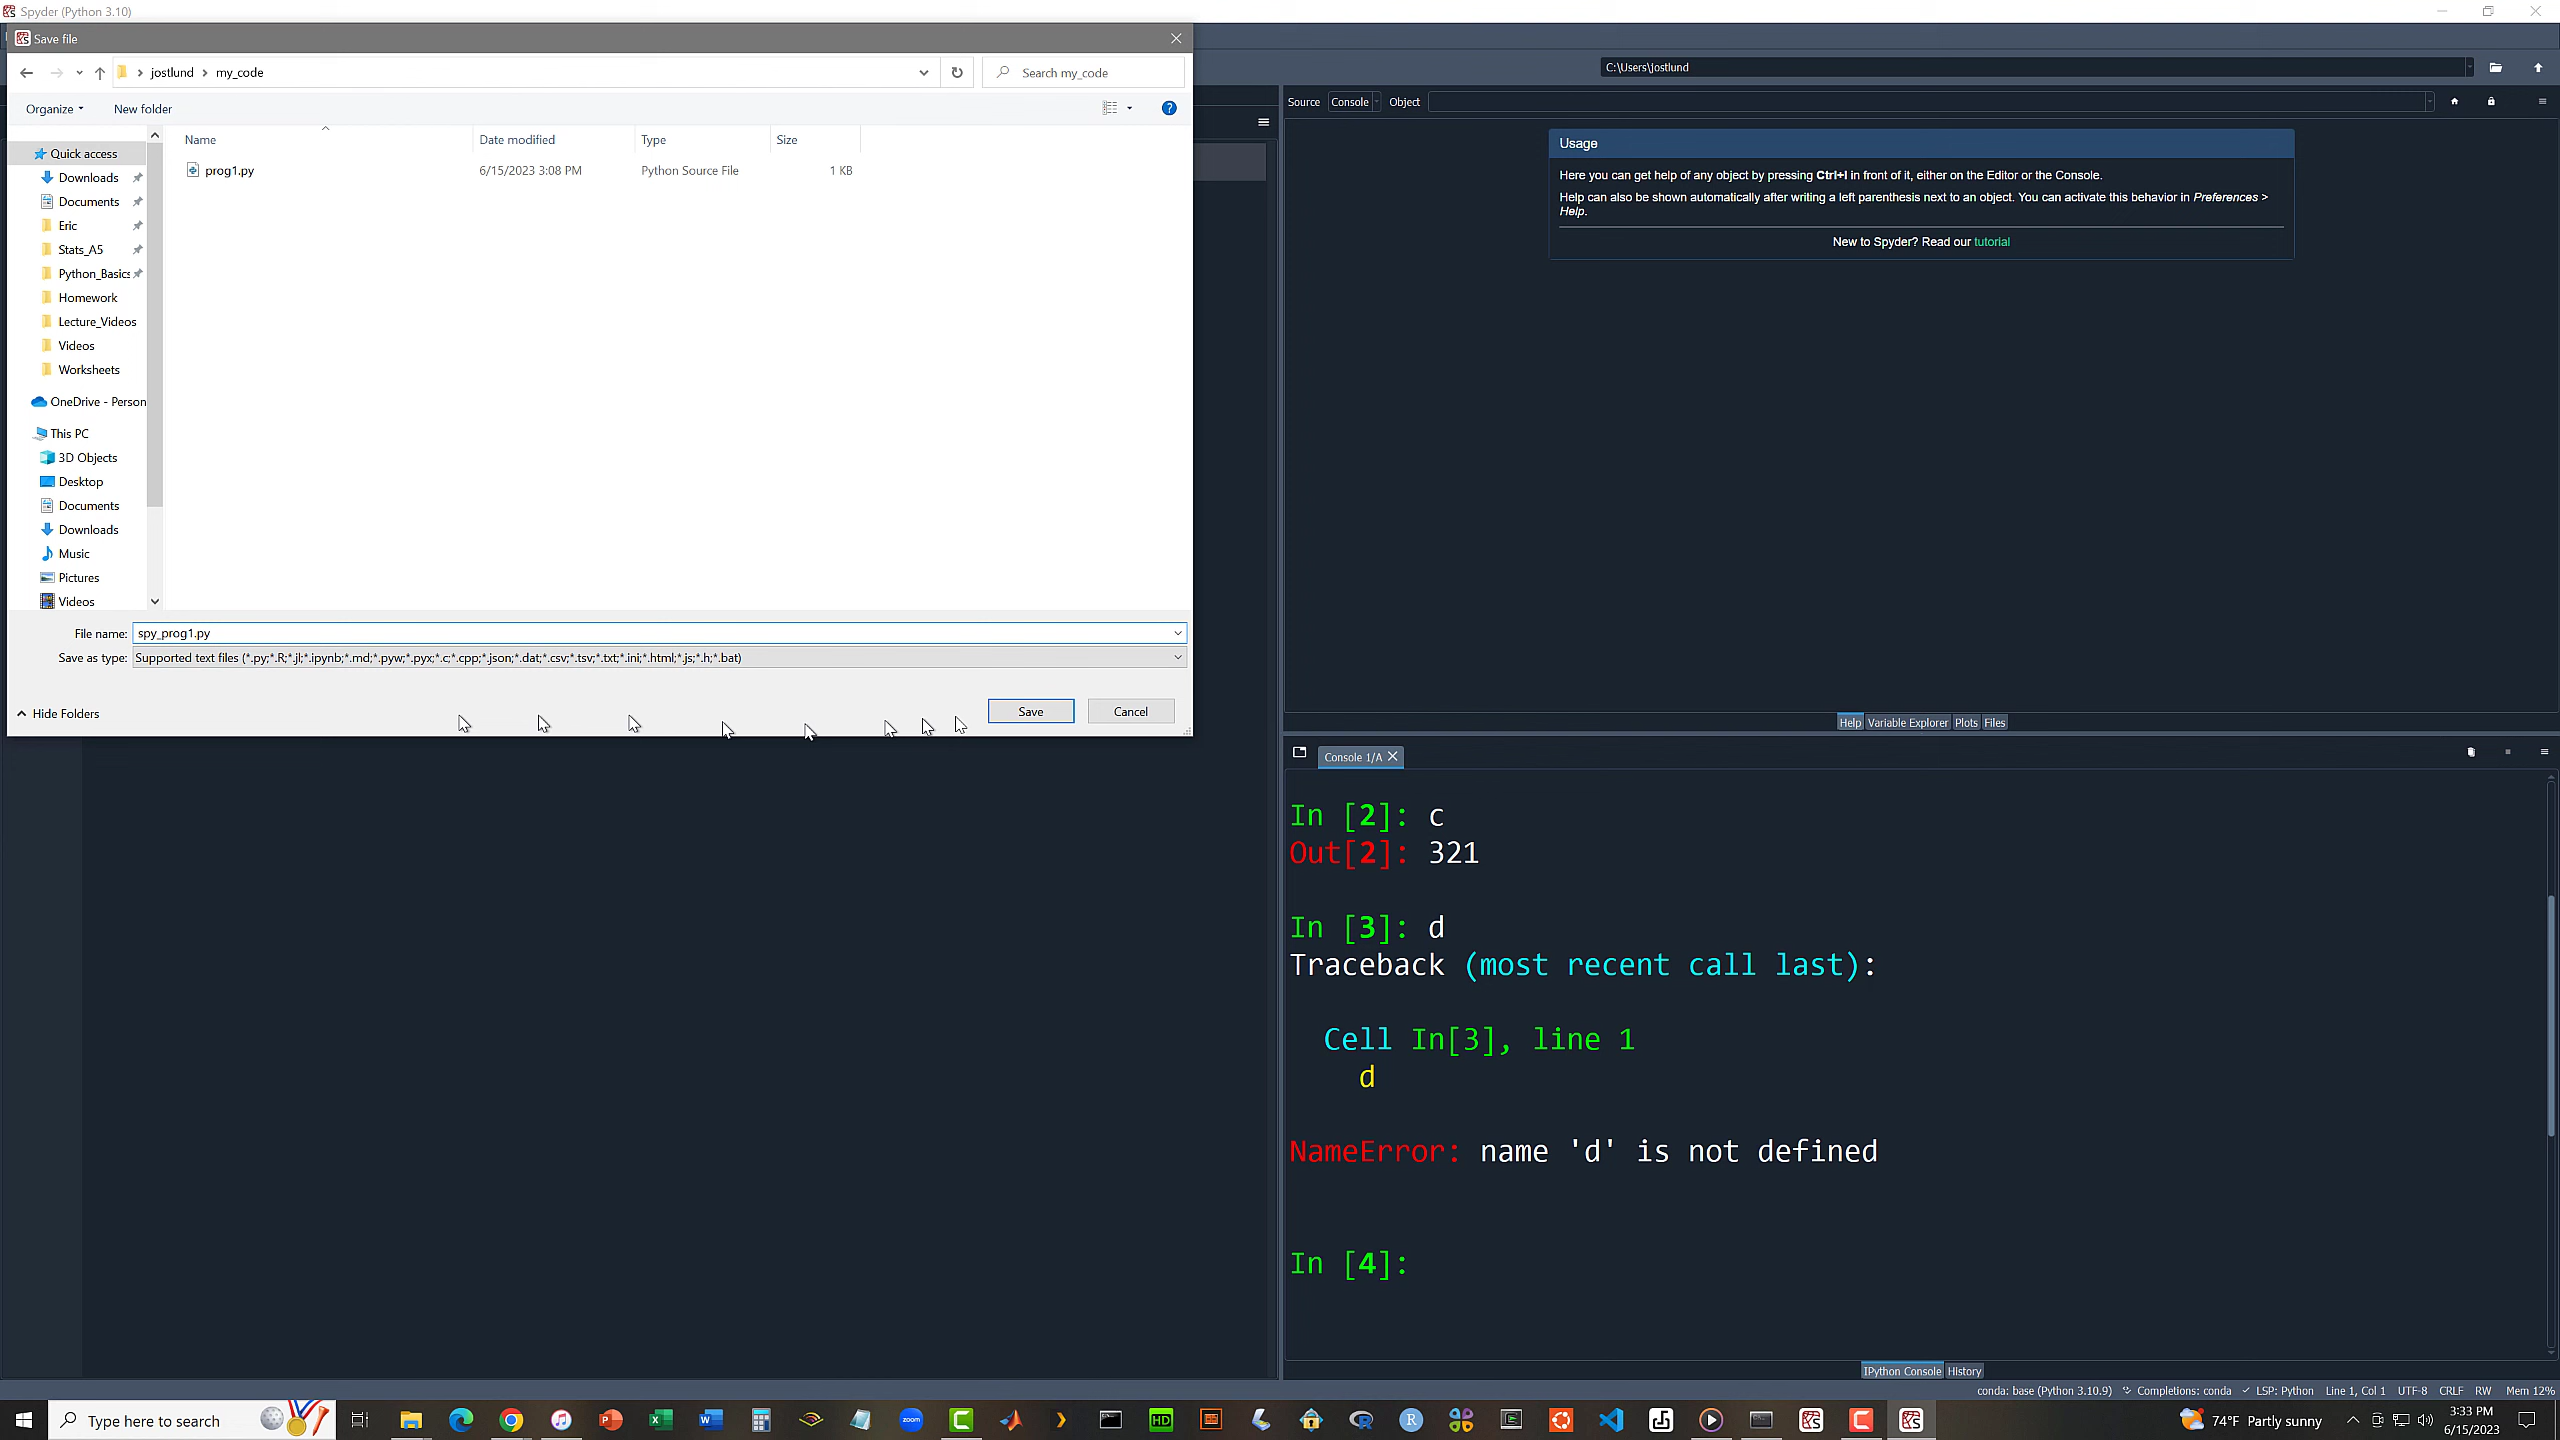 Spyder (Python 3.10)
Save file
jostlund my_code
Search my_code
Organize New folder
Name Date modified Type Size
prog1.py 6/15/2023 3:08 PM Python Source File 1 KB
Quick access
Downloads
Documents
Eric
Stats_A5
Python_Basics
Homework
Lecture_Videos
Videos
Worksheets
OneDrive - Person
This PC
3D Objects
Desktop
Documents
Downloads
Music
Pictures
Videos
File name: spy_prog1.py
Save as type: Supported text files (*.py;*.R;*.jl;*.ipynb;*.md;*.pyw;*.pyx;*.c;*.cpp;*.json;*.dat;*.csv;*.tsv;*.txt;*.ini;*.html;*.js;*.h;*.bat)
Hide Folders
Save Cancel
C:\Users\jostlund
Source Console Object
Usage
Here you can get help of any object by pressing Ctrl+I in front of it, either on the Editor or the Console.
Help can also be shown automatically after writing a left parenthesis next to an object. You can activate this behavior in Preferences >
Help.
New to Spyder? Read our tutorial
Help Variable Explorer Plots Files
Console 1/A
In [2]: c
Out[2]: 321
In [3]: d
Traceback (most recent call last):
Cell In[3], line 1
d
NameError: name 'd' is not defined
In [4]:
IPython Console History
conda: base (Python 3.10.9) Completions: conda LSP: Python Line 1, Col 1 UTF-8 CRLF RW Mem 12%
Type here to search
zoom
HD
R
74°F Partly sunny
3:33 PM
6/15/2023